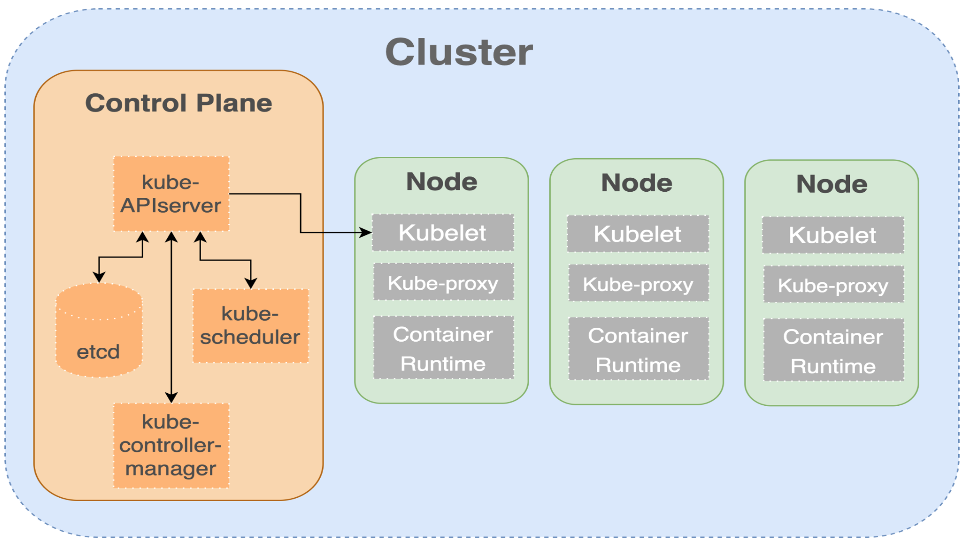 Cluster
Control Plane
kube-
APIserver
etcd
kube-
scheduler
kube-
controller-
manager
Node
Kubelet
Kube-proxy
Container
Runtime
Node
Kubelet
Kube-proxy
Container
Runtime
Node
Kubelet
Kube-proxy
Container
Runtime